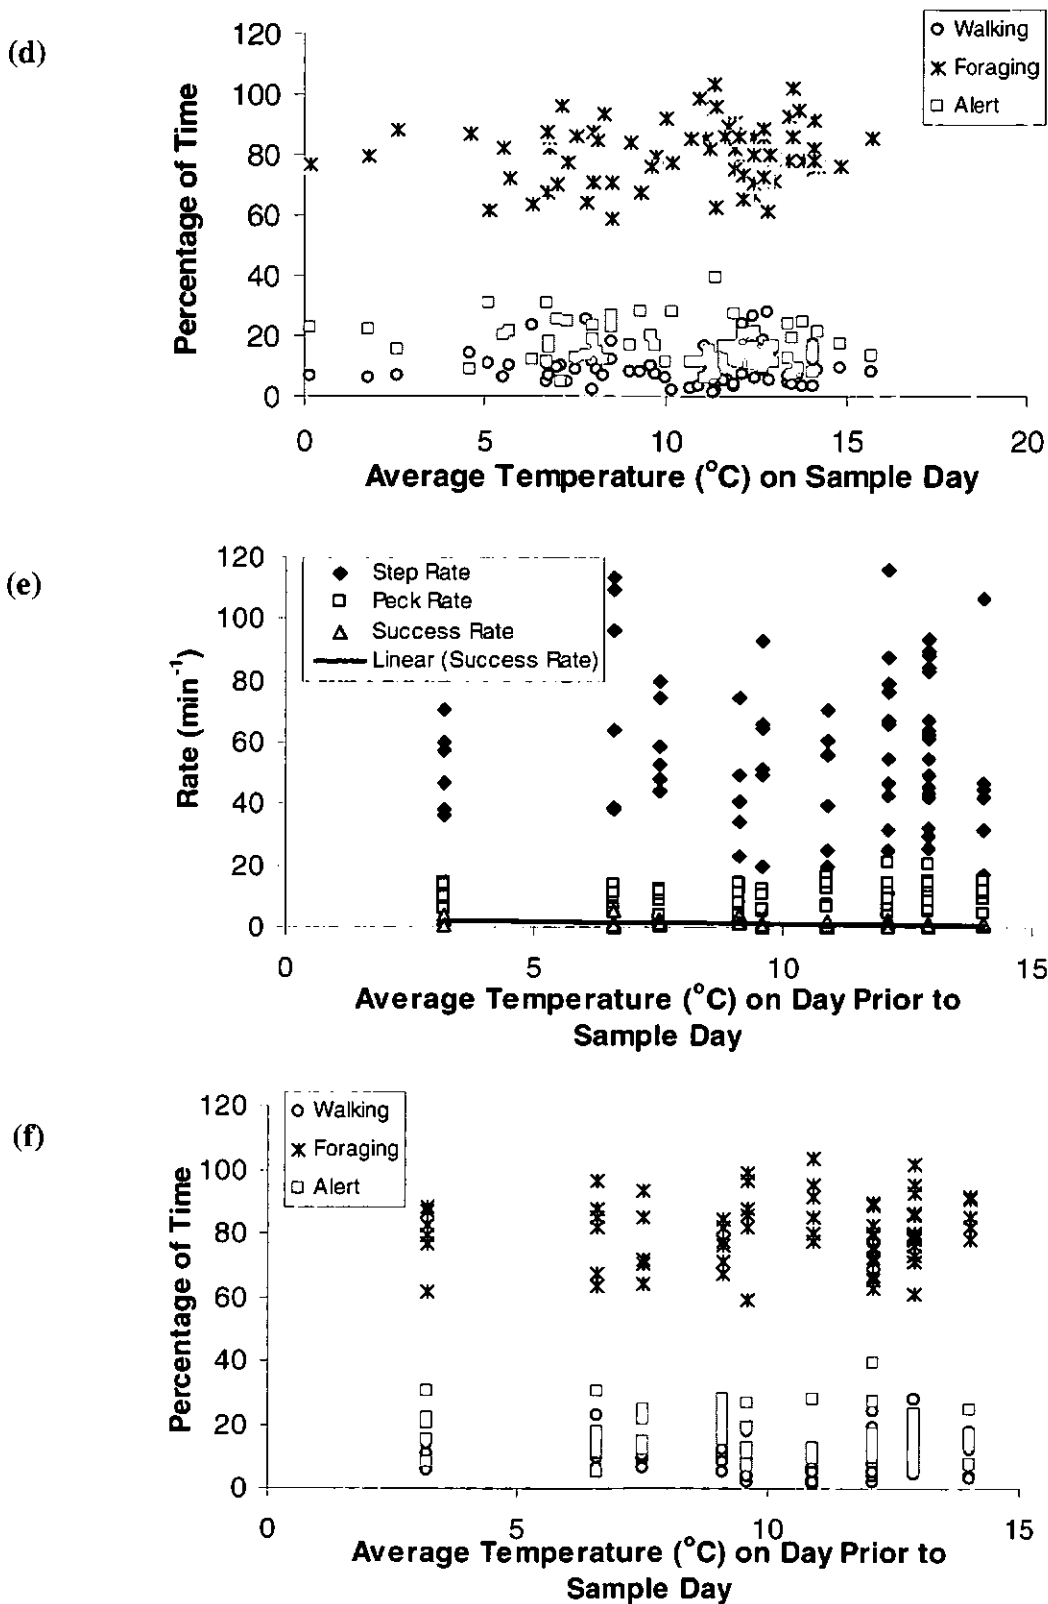 (d)
120
100
80
60
40
20
0
Percentage of Time
Walking
Foraging
Alert
0 5 10 15 20
Average Temperature (°C) on Sample Day
(e)
120
100
80
60
40
20
0
Rate (min⁻¹)
Step Rate
Peck Rate
Success Rate
Linear (Success Rate)
0 5 10 15
Average Temperature (°C) on Day Prior to
Sample Day
(f)
120
100
80
60
40
20
0
Percentage of Time
Walking
Foraging
Alert
0 5 10 15
Average Temperature (°C) on Day Prior to
Sample Day